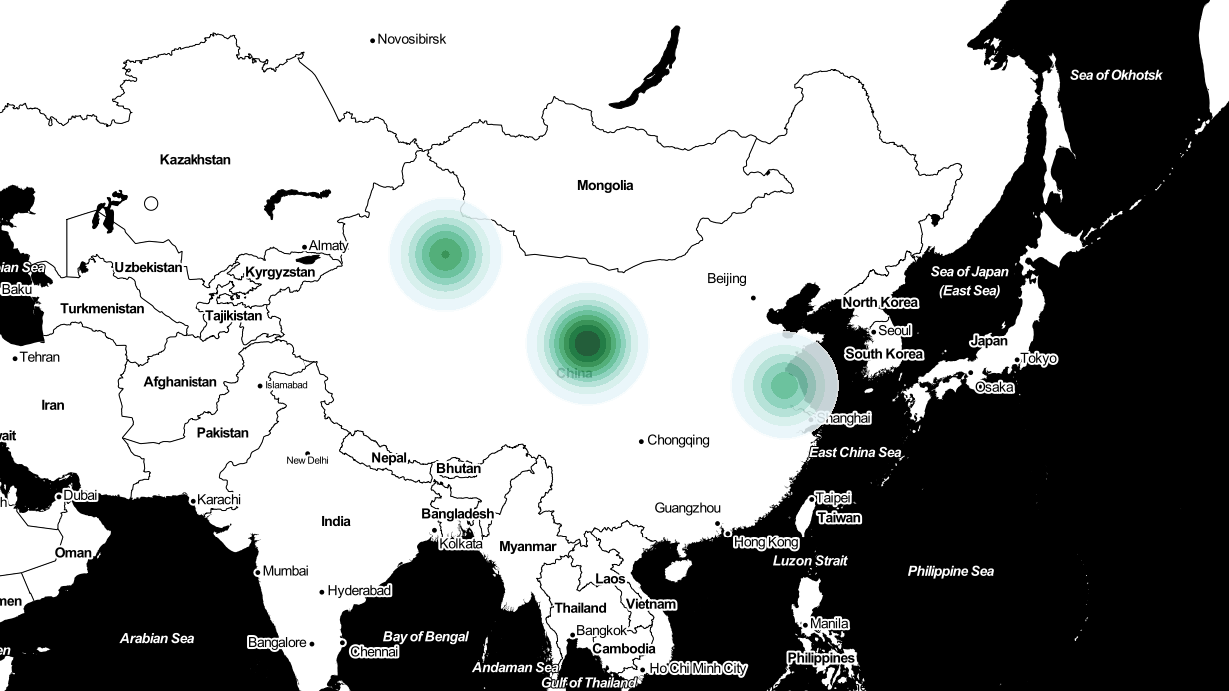 Novosibirsk
Sea of Okhotsk
Kazakhstan
Mongolia
Almaty
Uzbekistan
Kyrgyzstan
ian Sea
Baku
Beijing
Sea of Japan
(East Sea)
Turkmenistan
Tajikistan
North Korea
Seoul
Japan
South Korea
Tokyo
Tehran
China
Afghanistan
Islamabad
Osaka
Iran
Pakistan
Shanghai
ait
Nepal
New Delhi
Bhutan
Chongqing
East China Sea
Dubai
Karachi
Taipei
Taiwan
Guangzhou
Bangladesh
India
Kolkata
Hong Kong
Myanmar
Oman
Luzon Strait
Philippine Sea
Mumbai
Laos
Hyderabad
men
Thailand
Vietnam
Manila
Bangkok
Arabian Sea
Bay of Bengal
Bangalore
Chennai
Cambodia
en
Philippines
Andaman Sea
Ho Chi Minh City
Gulf of Thailand